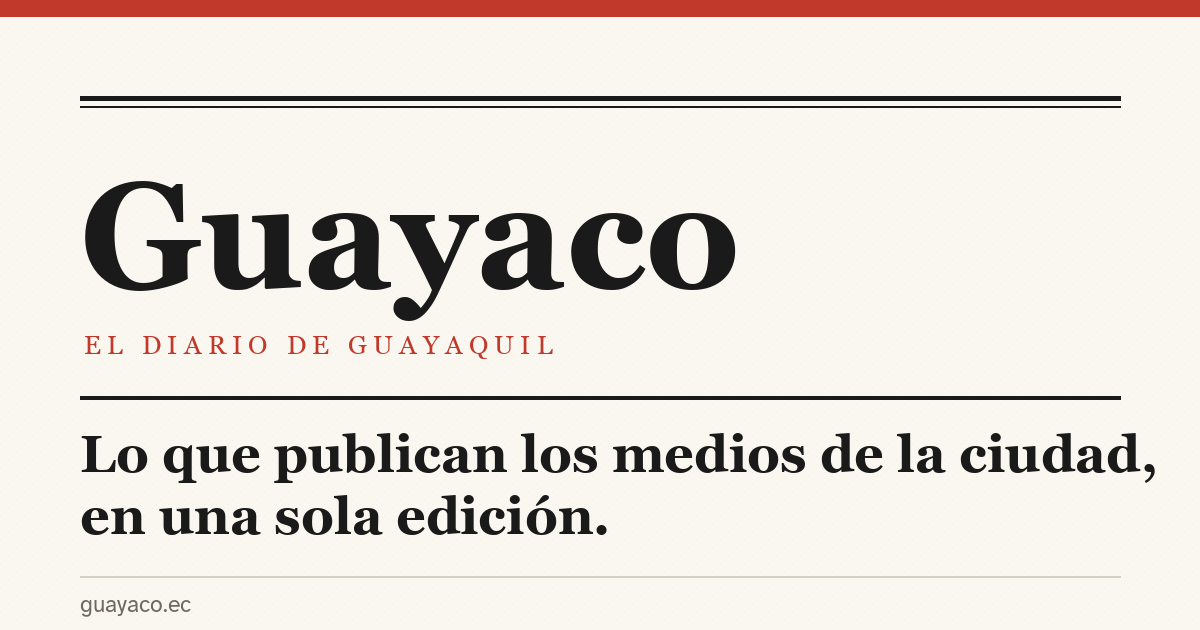 Guayaco
EL DIARIO DE GUAYAQUIL
Lo que publican los medios de la ciudad,
en una sola edición.
guayaco.ec